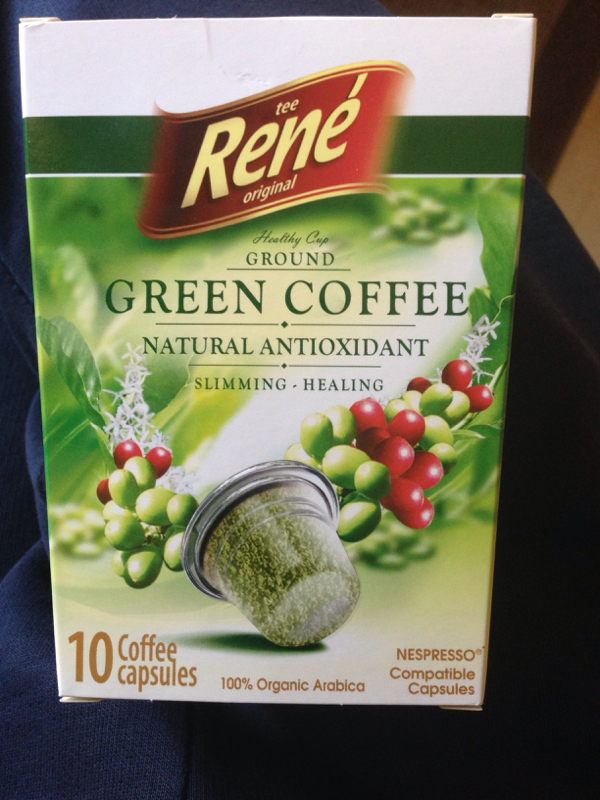 tee
René
original
Healthy Cup
GROUND
GREEN COFFEE
NATURAL ANTIOXIDANT
SLIMMING - HEALING
10 Coffee
capsules
100% Organic Arabica
NESPRESSO®
Compatible
Capsules